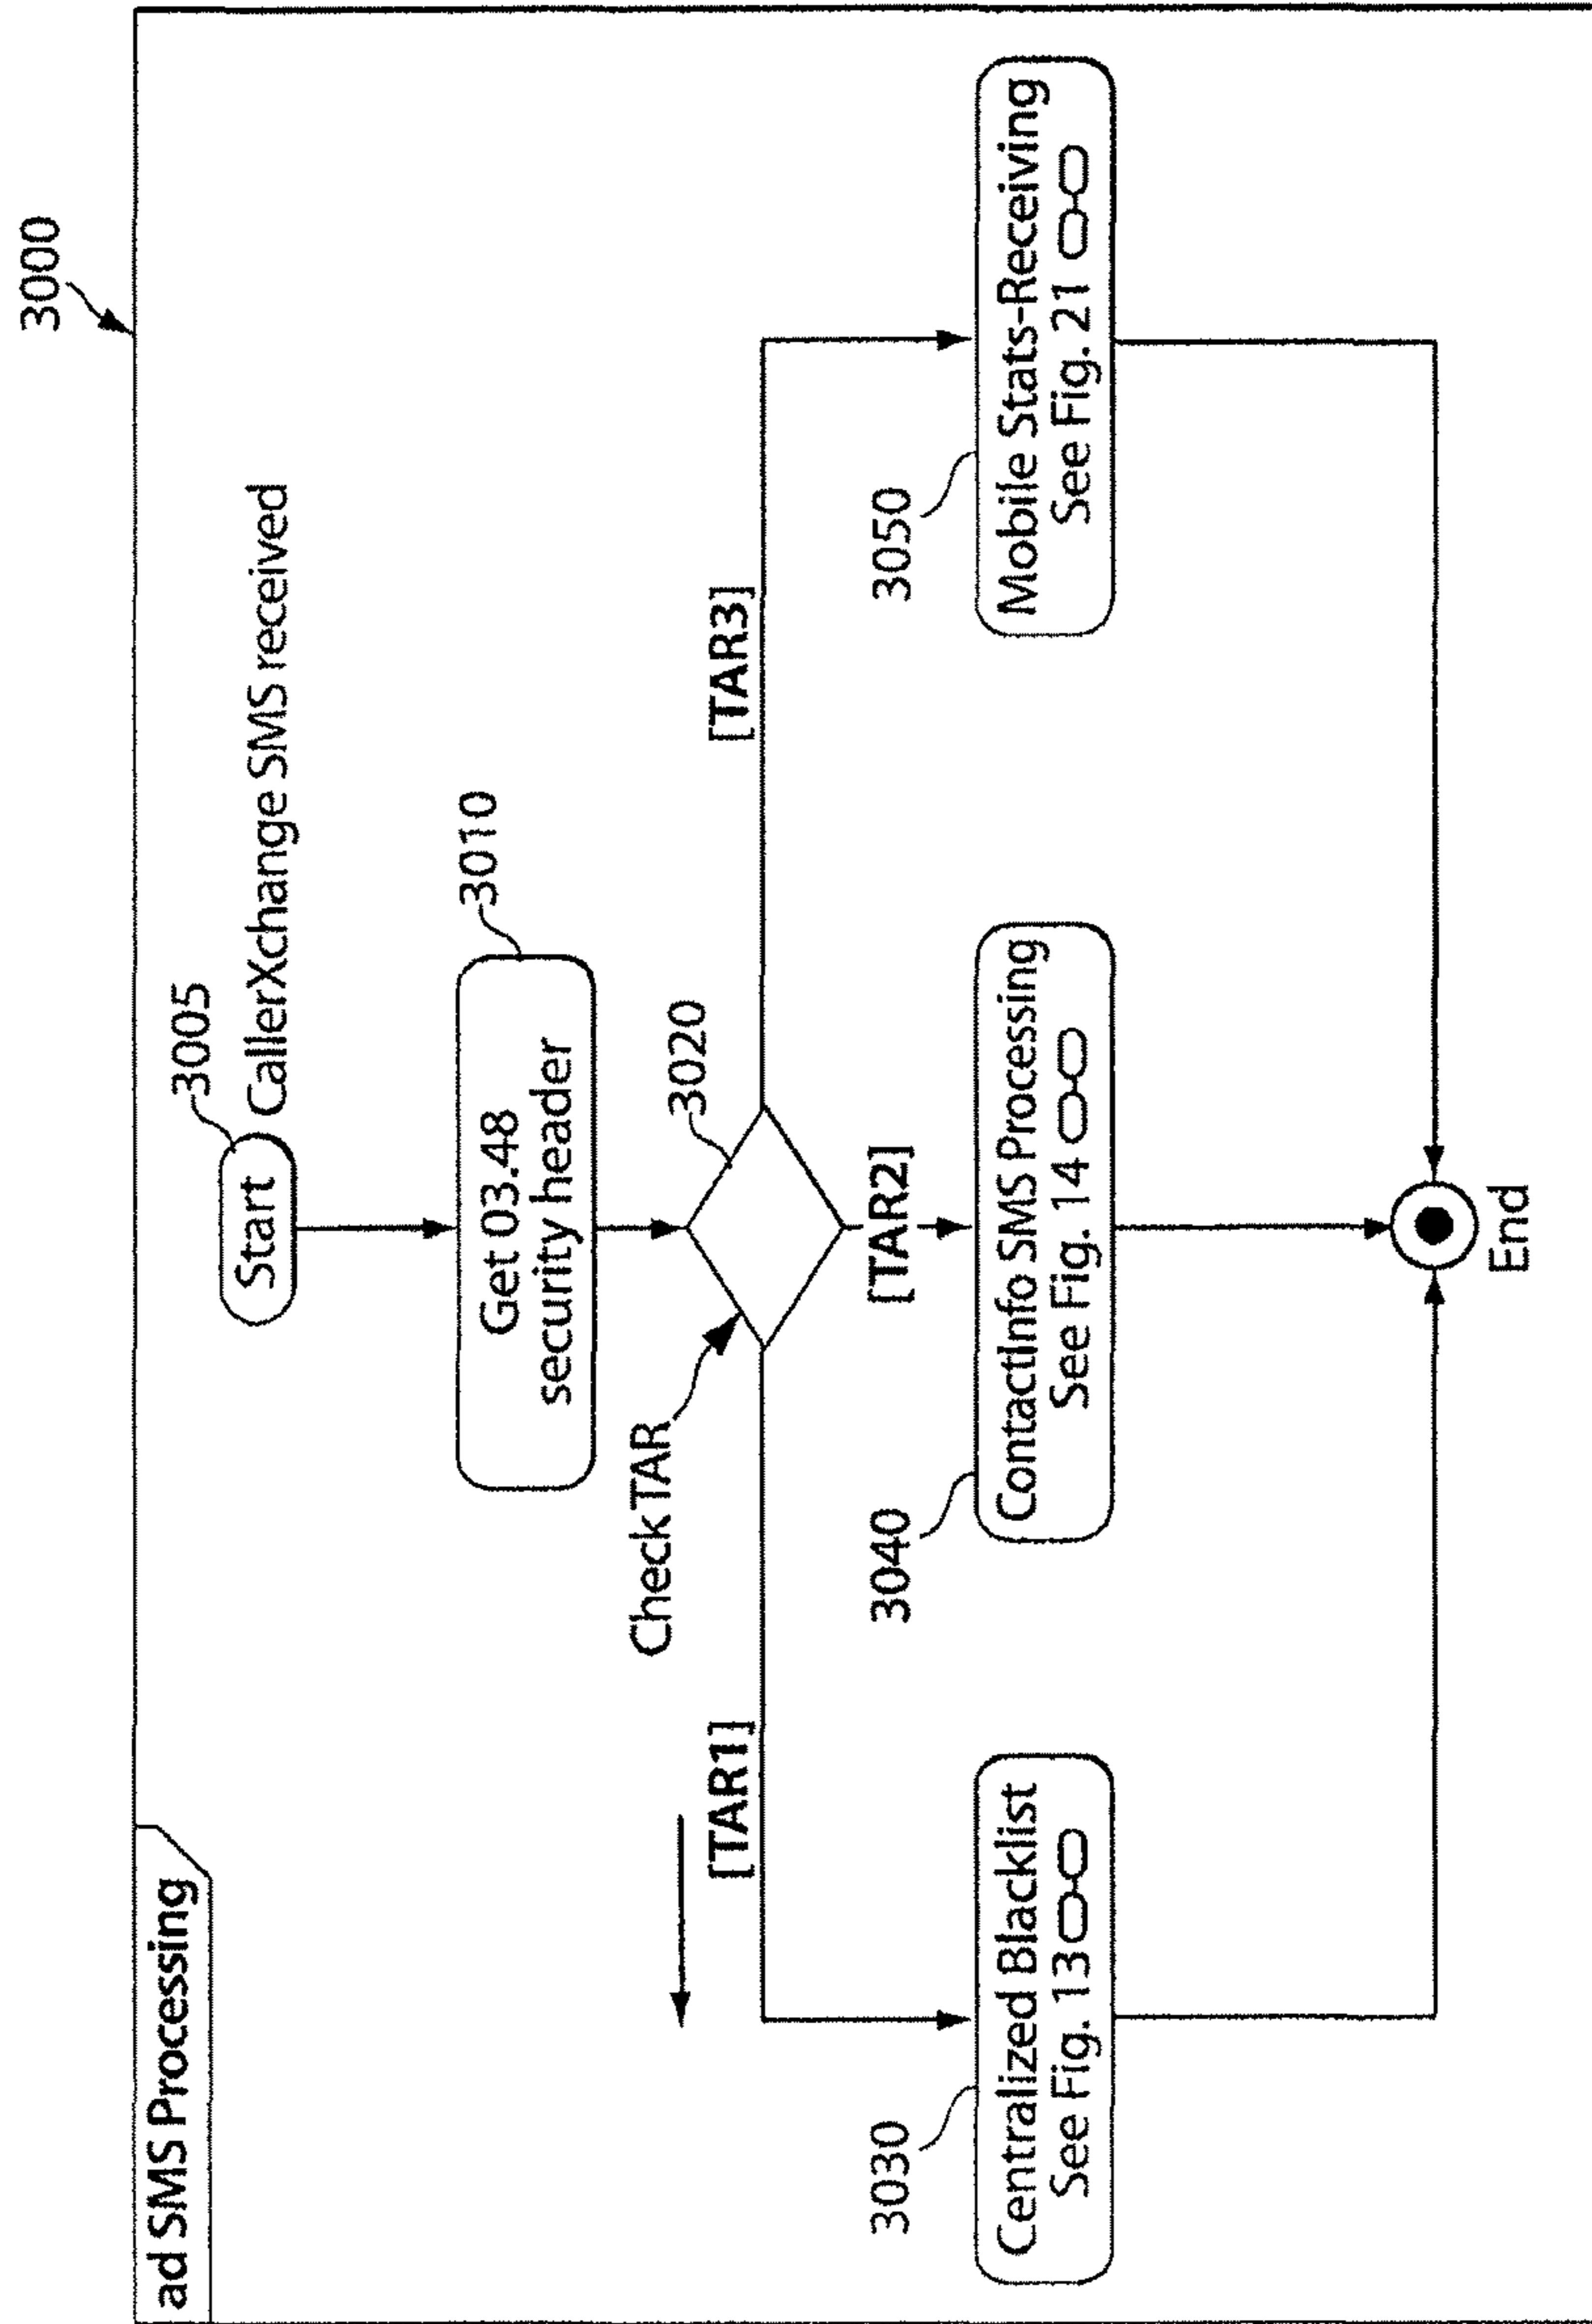 3000
ad SMS Processing
3005
Start
CallerXchange SMS received
3010
Get 03.48
security header
3020
Check TAR
[TAR1]
[TAR2]
[TAR3]
3030
Centralized Blacklist
See Fig. 13
3040
ContactInfo SMS Processing
See Fig. 14
3050
Mobile Stats-Receiving
See Fig. 21
End